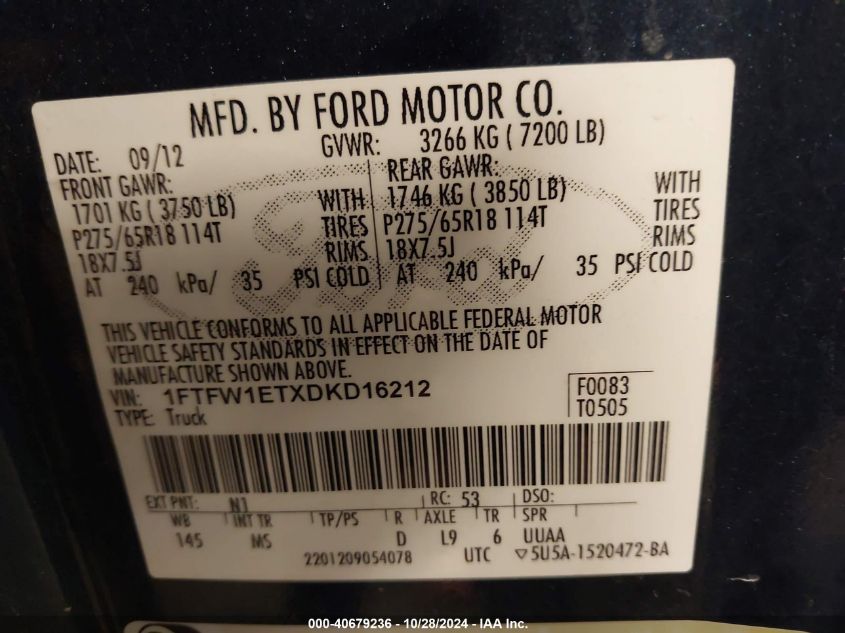 MFD. BY FORD MOTOR CO.
DATE: 09/12 GVWR: 3266 KG ( 7200 LB)
FRONT GAWR: REAR GAWR:
1701 KG ( 3750 LB) WITH 1746 KG ( 3850 LB) WITH
P275/65R18 114T TIRES P275/65R18 114T TIRES
18X7.5J RIMS 18X7.5J RIMS
AT 240 kPa/ 35 PSI COLD AT 240 kPa/ 35 PSI COLD
THIS VEHICLE CONFORMS TO ALL APPLICABLE FEDERAL MOTOR
VEHICLE SAFETY STANDARDS IN EFFECT ON THE DATE OF
MANUFACTURE SHOWN ABOVE.
VIN: 1FTFW1ETXDKD16212 F0083
TYPE: Truck T0505
EXT PNT: N1 RC: 53 DSO:
WB INT TR TP/PS R AXLE TR SPR
145 MS D L9 6 UUAA
2201209054078 UTC ▽5U5A-1520472-BA
000-40679236 - 10/28/2024 - IAA Inc.